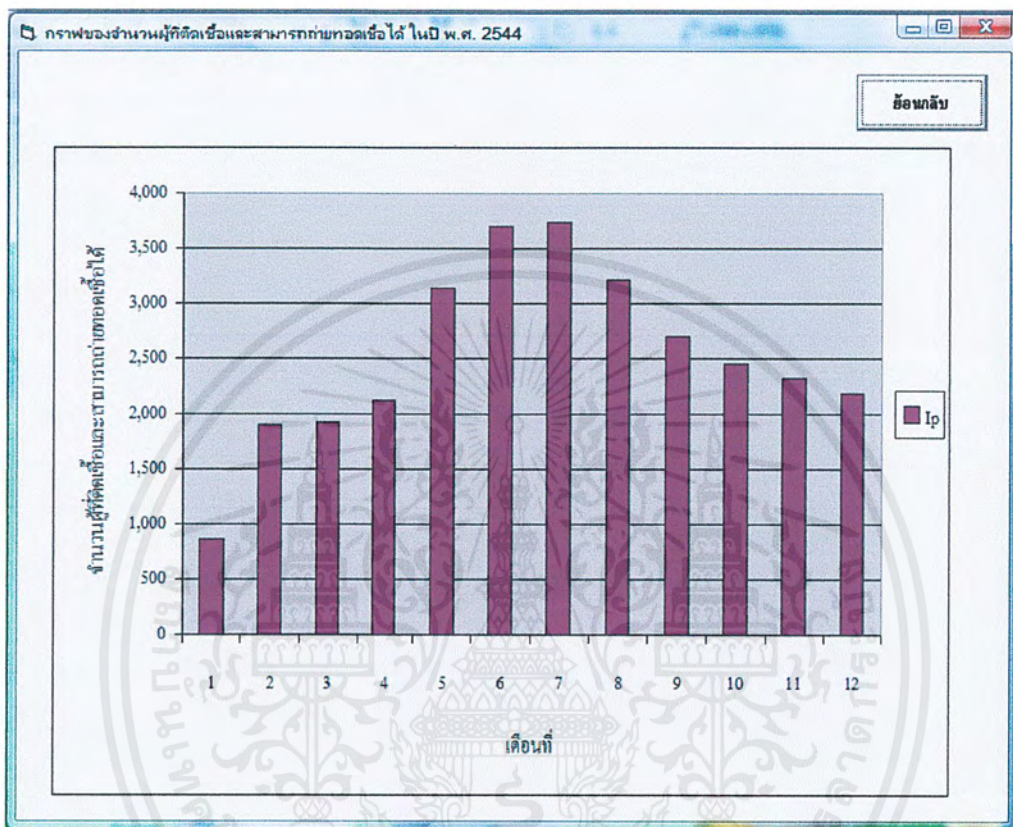 กราฟของจำนวนผู้ที่ติดเชื้อและสามารถถ่ายทอดเชื้อได้ ในปี พ.ศ. 2544
ย้อนกลับ
จำนวนผู้ที่ติดเชื้อและสามารถถ่ายทอดเชื้อได้
4,000
3,500
3,000
2,500
2,000
1,500
1,000
500
0
1 2 3 4 5 6 7 8 9 10 11 12
เดือนที่
Ip